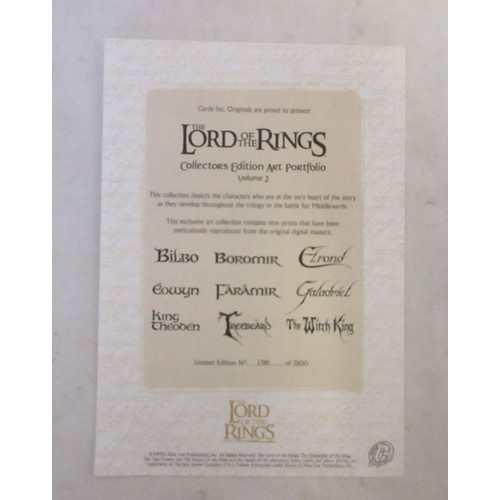 Cards Inc. Originals are proud to present
THE LORD OF THE RINGS
Collectors Edition Art Portfolio
Volume 2
This collection depicts the characters who are at the very heart of the story
as they develop throughout the trilogy in the battle for Middle-earth.
This exclusive art collection contains nine prints that have been
meticulously reproduced from the original digital masters.
Bilbo Boromir Elrond
Eowyn Faramir Galadriel
King Theoden Treebeard The Witch King
Limited Edition Nº ... 1788 ... of 3500
THE LORD OF THE RINGS